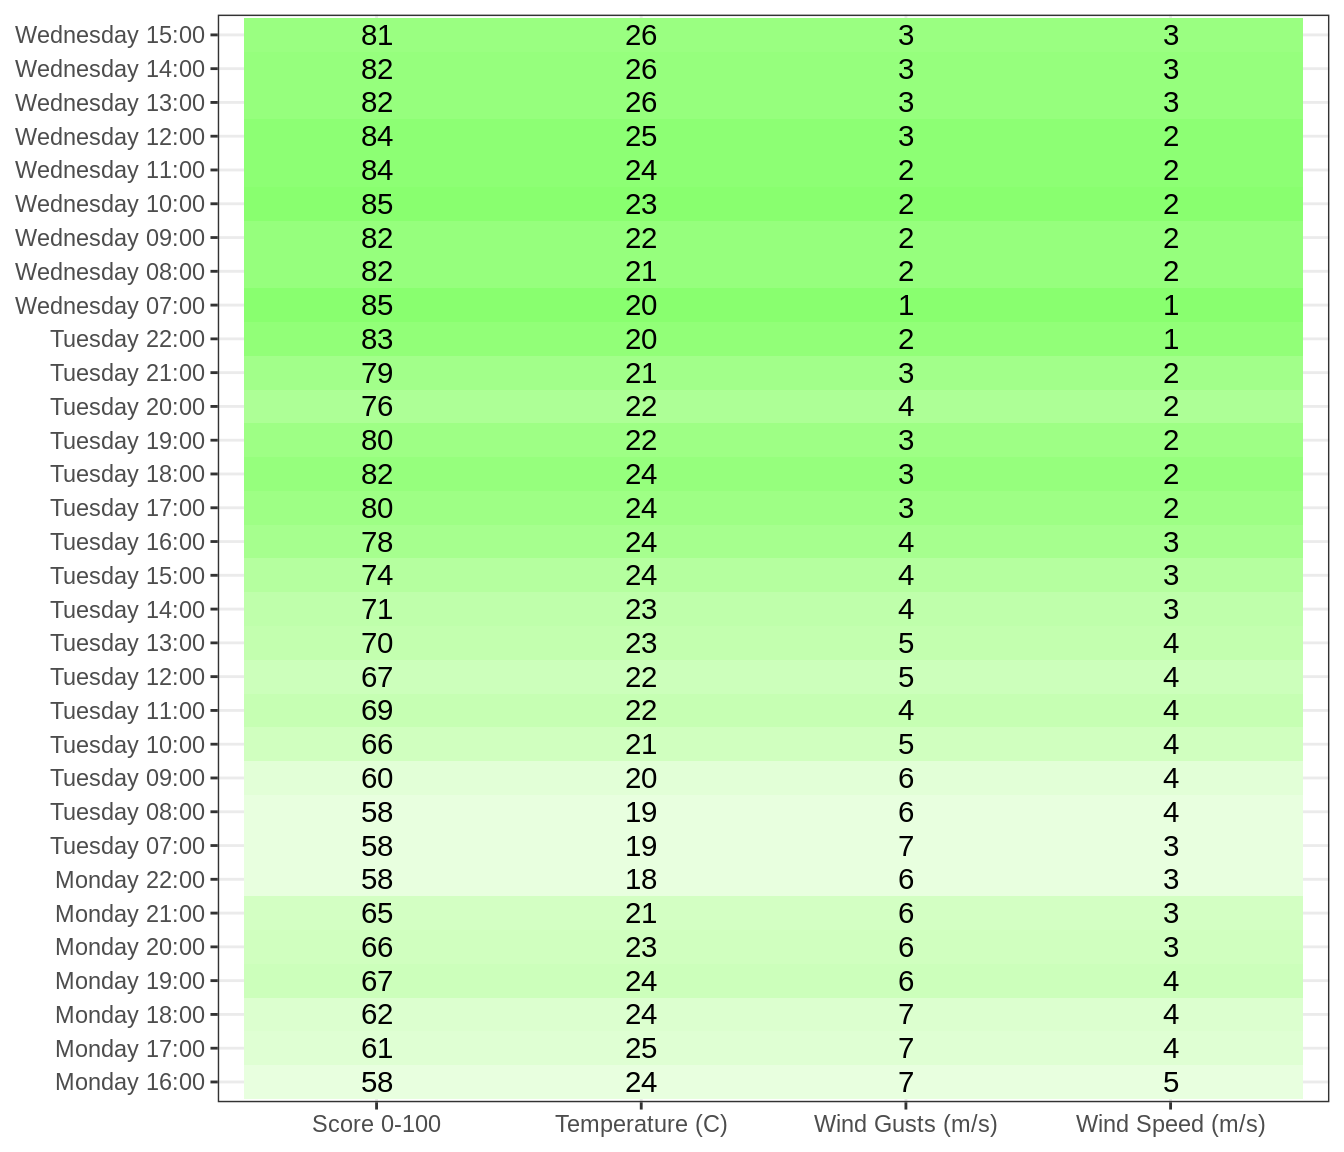 Wednesday 15:00 81 26 3 3
Wednesday 14:00 82 26 3 3
Wednesday 13:00 82 26 3 3
Wednesday 12:00 84 25 3 2
Wednesday 11:00 84 24 2 2
Wednesday 10:00 85 23 2 2
Wednesday 09:00 82 22 2 2
Wednesday 08:00 82 21 2 2
Wednesday 07:00 85 20 1 1
Tuesday 22:00 83 20 2 1
Tuesday 21:00 79 21 3 2
Tuesday 20:00 76 22 4 2
Tuesday 19:00 80 22 3 2
Tuesday 18:00 82 24 3 2
Tuesday 17:00 80 24 3 2
Tuesday 16:00 78 24 4 3
Tuesday 15:00 74 24 4 3
Tuesday 14:00 71 23 4 3
Tuesday 13:00 70 23 5 4
Tuesday 12:00 67 22 5 4
Tuesday 11:00 69 22 4 4
Tuesday 10:00 66 21 5 4
Tuesday 09:00 60 20 6 4
Tuesday 08:00 58 19 6 4
Tuesday 07:00 58 19 7 3
Monday 22:00 58 18 6 3
Monday 21:00 65 21 6 3
Monday 20:00 66 23 6 3
Monday 19:00 67 24 6 4
Monday 18:00 62 24 7 4
Monday 17:00 61 25 7 4
Monday 16:00 58 24 7 5
Score 0-100 Temperature (C) Wind Gusts (m/s) Wind Speed (m/s)